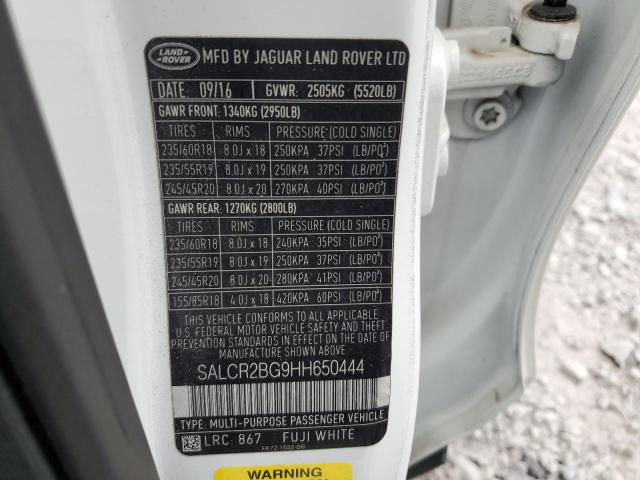 LAND ROVER
MFD BY JAGUAR LAND ROVER LTD
DATE: 09/16 GVWR: 2505KG (5520LB)
GAWR FRONT: 1340KG (2950LB)
TIRES RIMS PRESSURE:(COLD SINGLE)
235/60R18 8.0J x 18 250KPA 37PSI (LB/PO²)
235/55R19 8.0J x 19 250KPA 37PSI (LB/PO²)
245/45R20 8.0J x 20 270KPA 40PSI (LB/PO²)
GAWR REAR: 1270KG (2800LB)
TIRES RIMS PRESSURE (COLD SINGLE)
235/60R18 8.0J x 18 240KPA 35PSI (LB/PO²)
235/55R19 8.0J x 19 250KPA 37PSI (LB/PO²)
245/45R20 8.0J x 20 280KPA 41PSI (LB/PO²)
155/85R18 4.0J x 18 420KPA 60PSI (LB/PO²)
THIS VEHICLE CONFORMS TO ALL APPLICABLE
U.S. FEDERAL MOTOR VEHICLE SAFETY AND THEFT
PREVENTION STANDARDS IN EFFECT ON THE
DATE OF MANUFACTURE SHOWN ABOVE.
SALCR2BG9HH650444
TYPE: MULTI-PURPOSE PASSENGER VEHICLE
LRC: 867 FUJI WHITE
WARNING